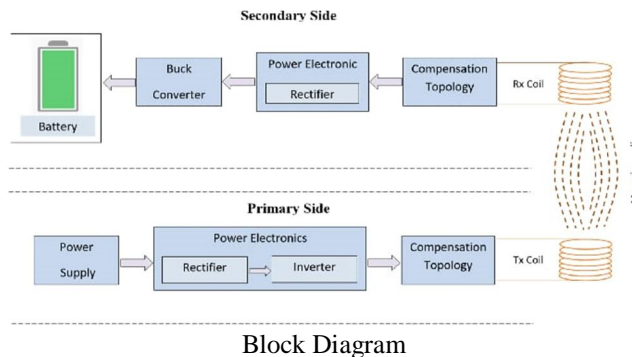 Secondary Side
Power Electronic
Rectifier
Compensation
Topology
Rx Coil
Buck
Converter
Battery
Primary Side
Power
Supply
Power Electronics
Rectifier
Inverter
Compensation
Topology
Tx Coil
Block Diagram